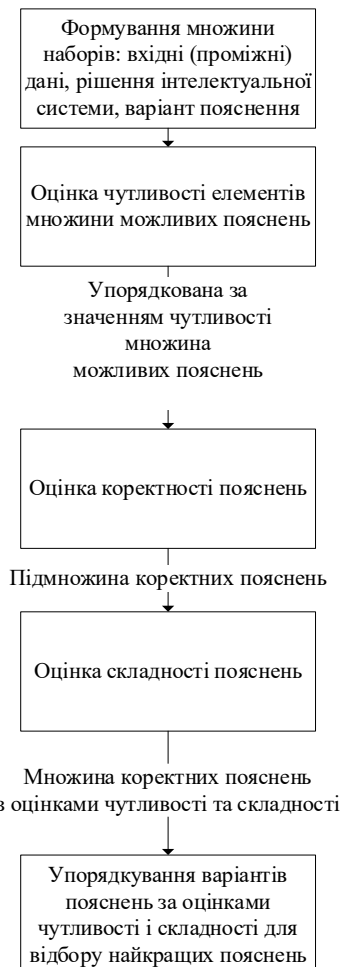 Формування множини
наборів: вхідні (проміжні)
дані, рішення інтелектуальної
системи, варіант пояснення
Оцінка чутливості елементів
множини можливих пояснень
Упорядкована за
значенням чутливості
множина
можливих пояснень
Оцінка коректності пояснень
Підмножина коректних пояснень
Оцінка складності пояснень
Множина коректних пояснень
з оцінками чутливості та складності
Упорядкування варіантів
пояснень за оцінками
чутливості і складності для
відбору найкращих пояснень